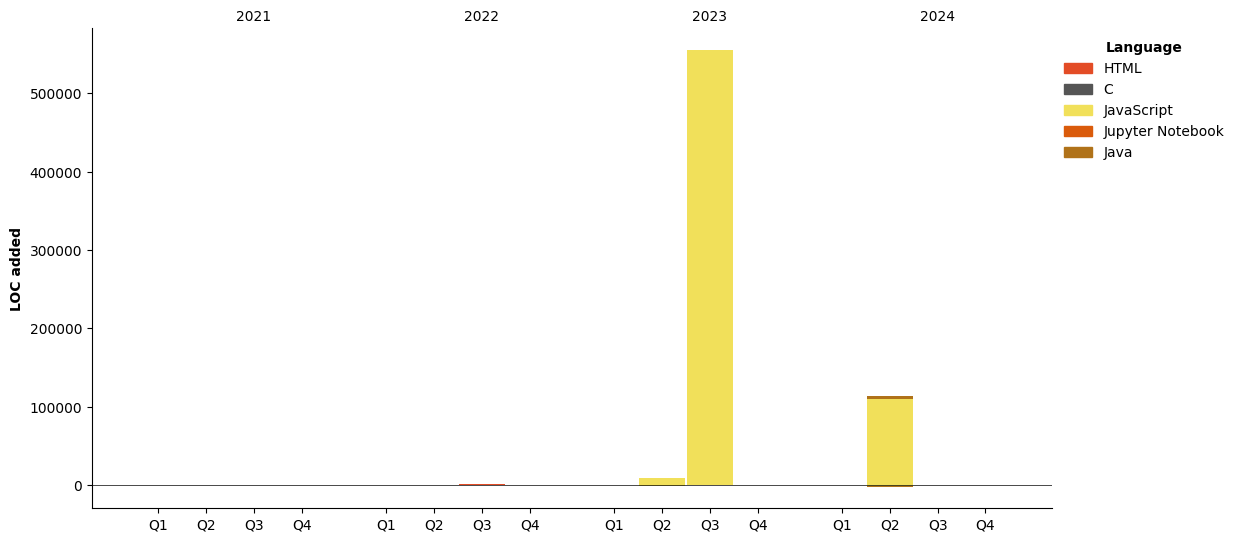 2021 2022 2023 2024
Language
HTML
C
JavaScript
Jupyter Notebook
Java
LOC added
500000
400000
300000
200000
100000
0
Q1 Q2 Q3 Q4 Q1 Q2 Q3 Q4 Q1 Q2 Q3 Q4 Q1 Q2 Q3 Q4